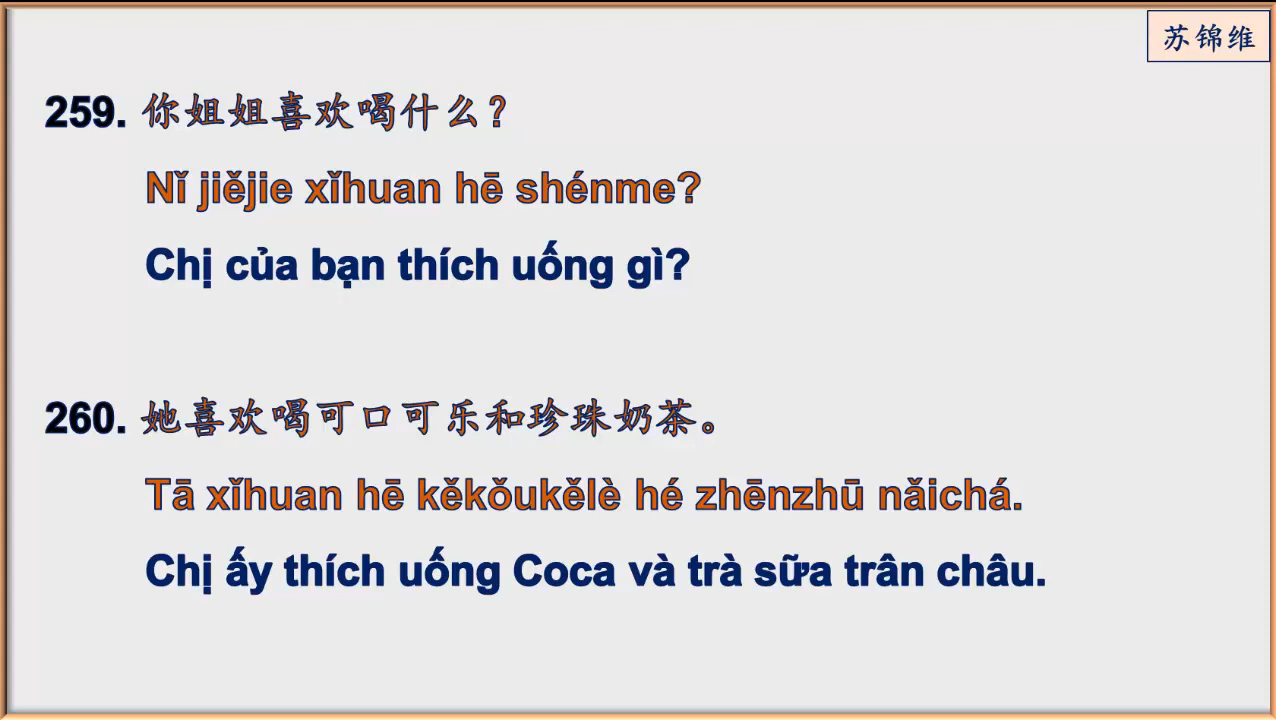 苏锦维
259. 你姐姐喜欢喝什么？
Nǐ jiějie xǐhuan hē shénme?
Chị của bạn thích uống gì?
260. 她喜欢喝可口可乐和珍珠奶茶。
Tā xǐhuan hē kěkǒukělè hé zhēnzhū nǎichá.
Chị ấy thích uống Coca và trà sữa trân châu.